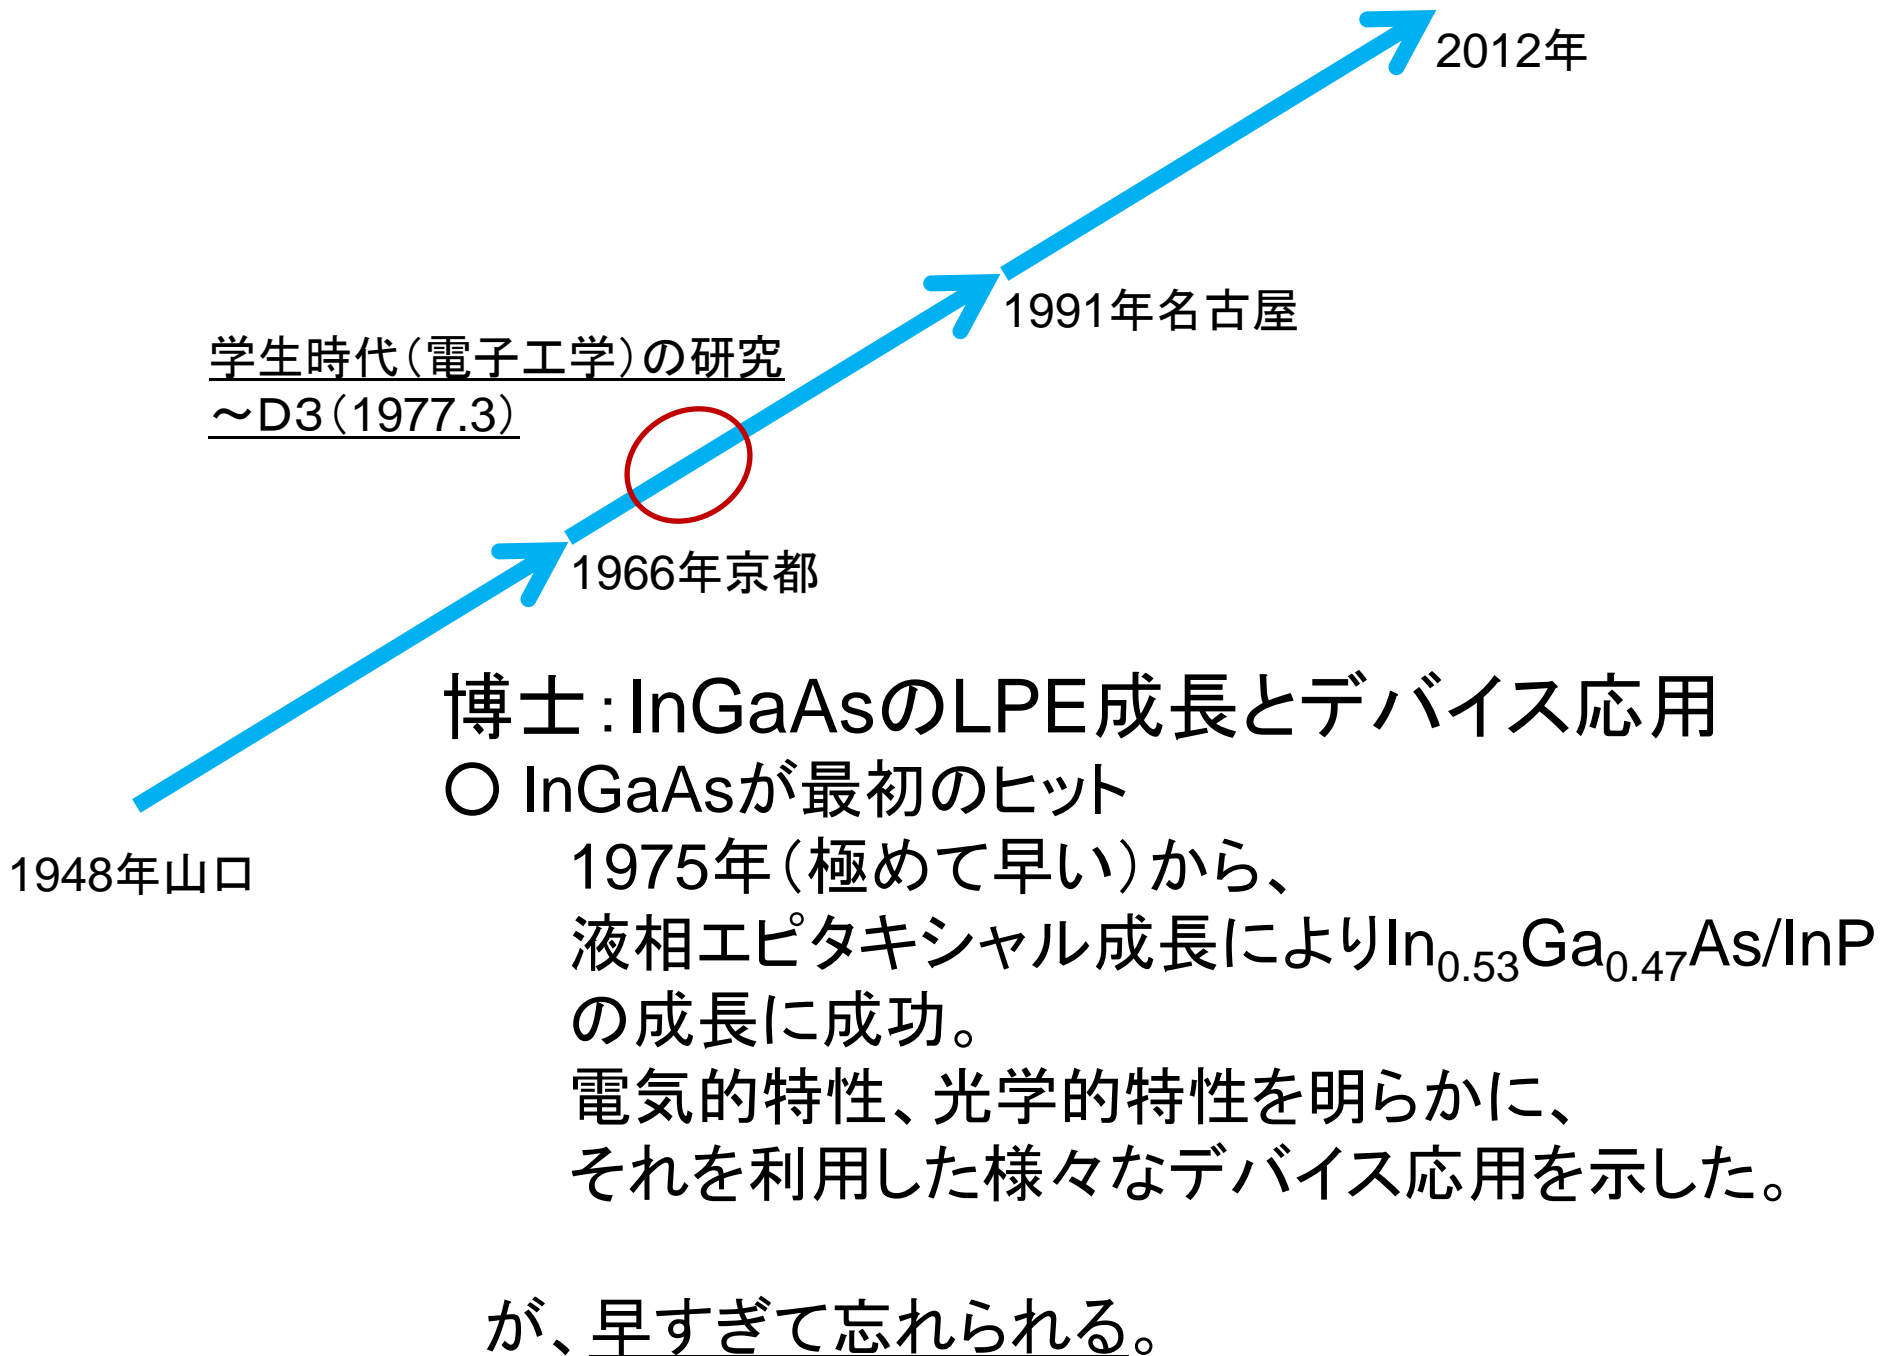 2012年
1991年名古屋
学生時代（電子工学）の研究
～D3（1977.3）
1966年京都
1948年山口
博士：InGaAsのLPE成長とデバイス応用
○ InGaAsが最初のヒット
1975年（極めて早い）から、
液相エピタキシャル成長によりIn0.53Ga0.47As/InP
の成長に成功。
電気的特性、光学的特性を明らかに、
それを利用した様々なデバイス応用を示した。
が、早すぎて忘れられる。